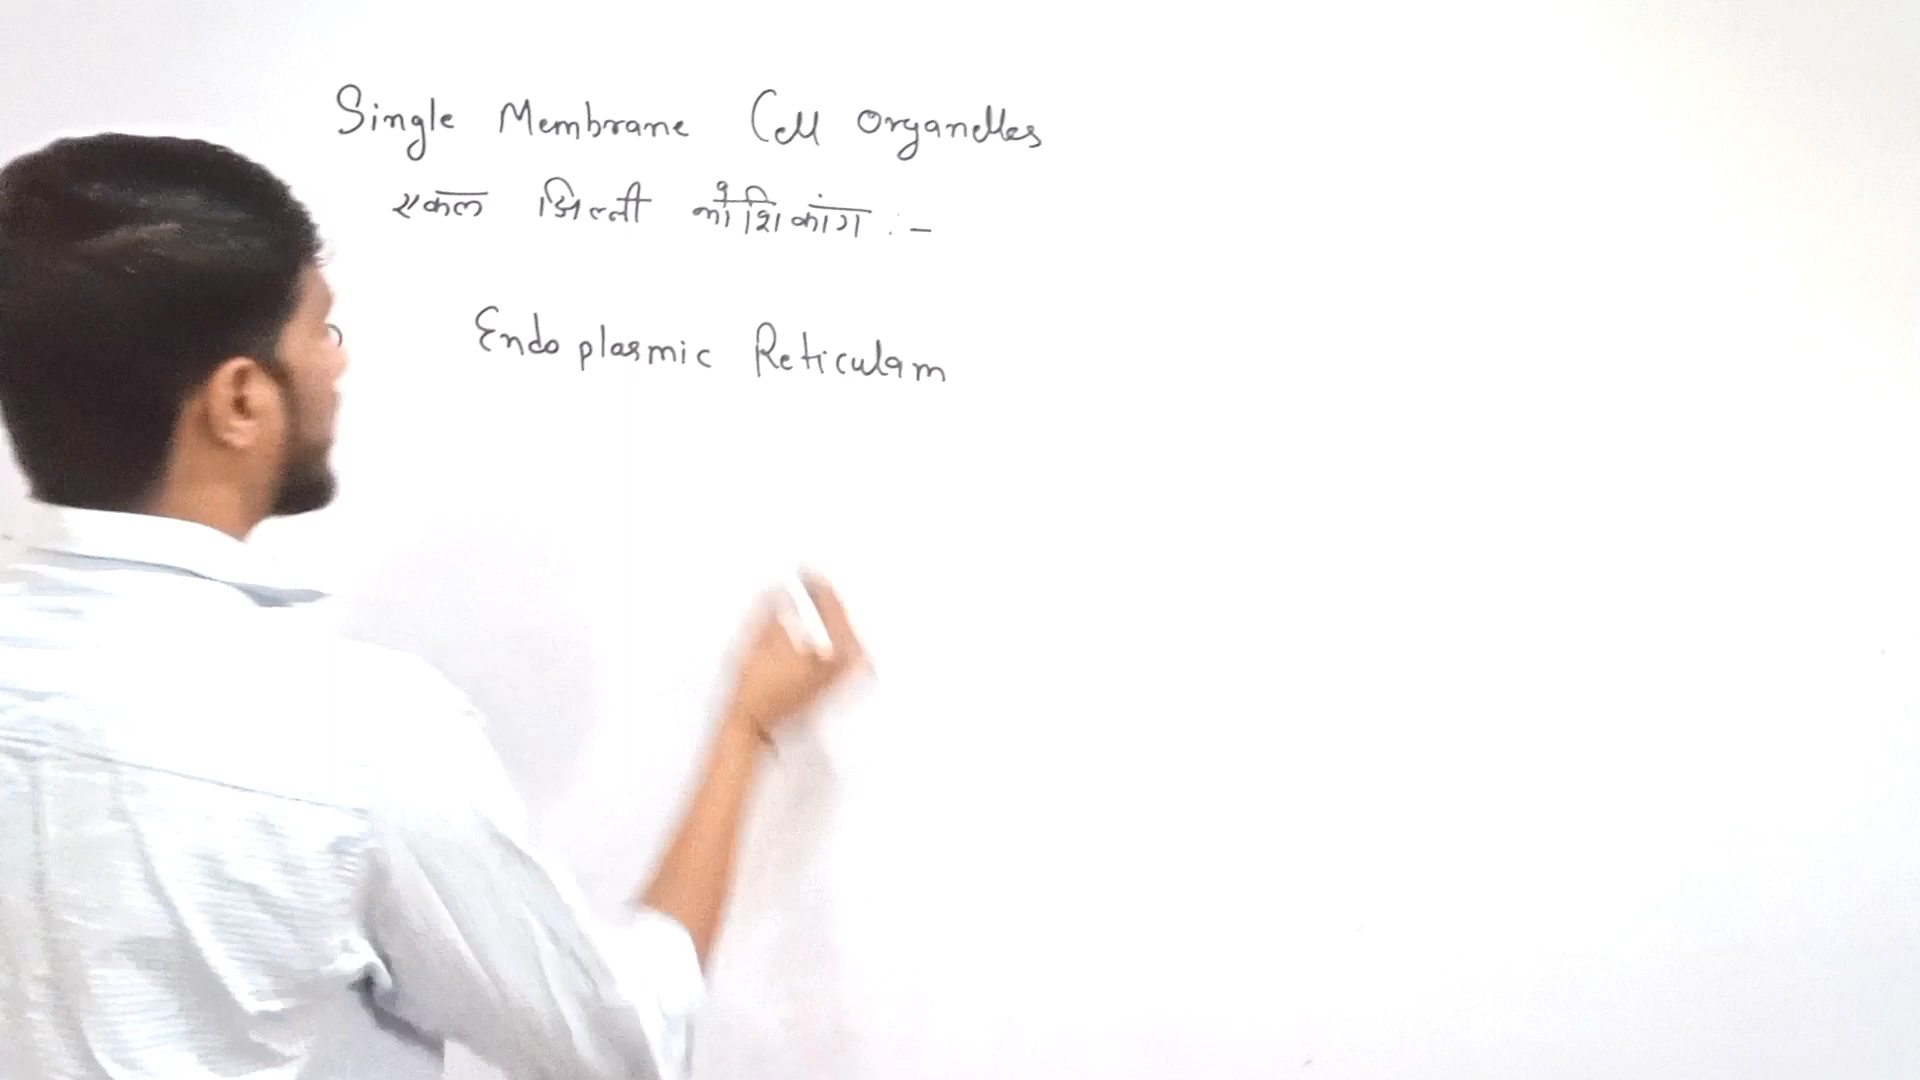 Single Membrane Cell Organelles
एकल झिल्ली कोशिकांग :-
Endoplasmic Reticulam